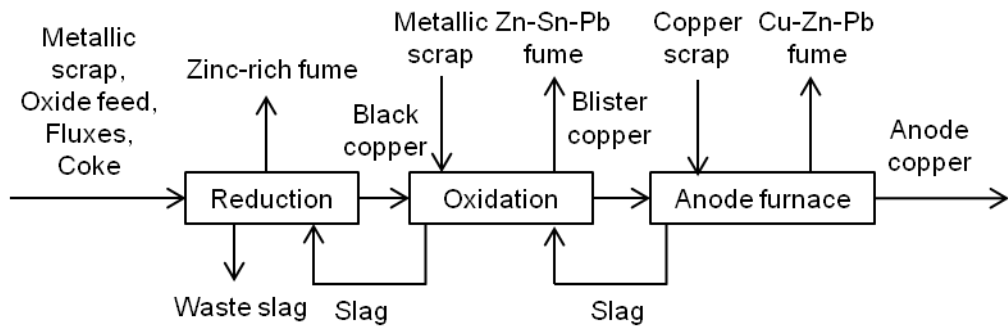 Metallic
scrap,
Oxide feed,
Fluxes,
Coke
Zinc-rich fume
Black
copper
Metallic
scrap
Zn-Sn-Pb
fume
Blister
copper
Copper
scrap
Cu-Zn-Pb
fume
Anode
copper
Reduction
Oxidation
Anode furnace
Waste slag
Slag
Slag